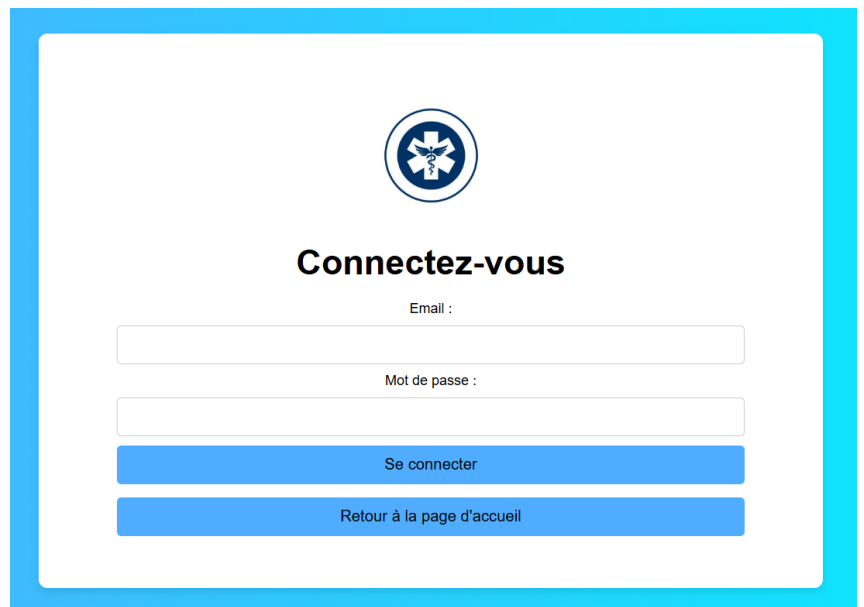 Connectez-vous
Email :
Mot de passe :
Se connecter
Retour à la page d'accueil